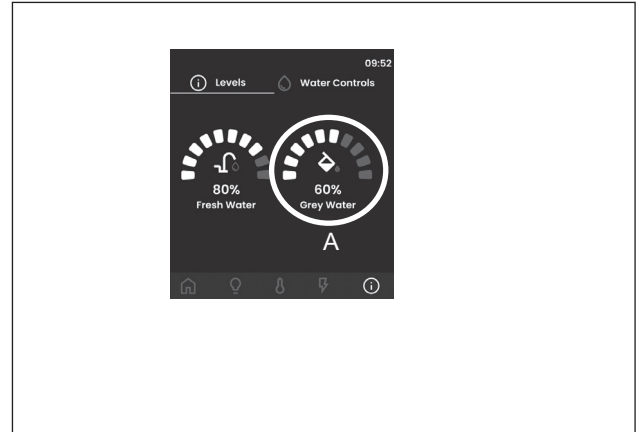 09:52
Levels
Water Controls
80%
Fresh Water
60%
Grey Water
A